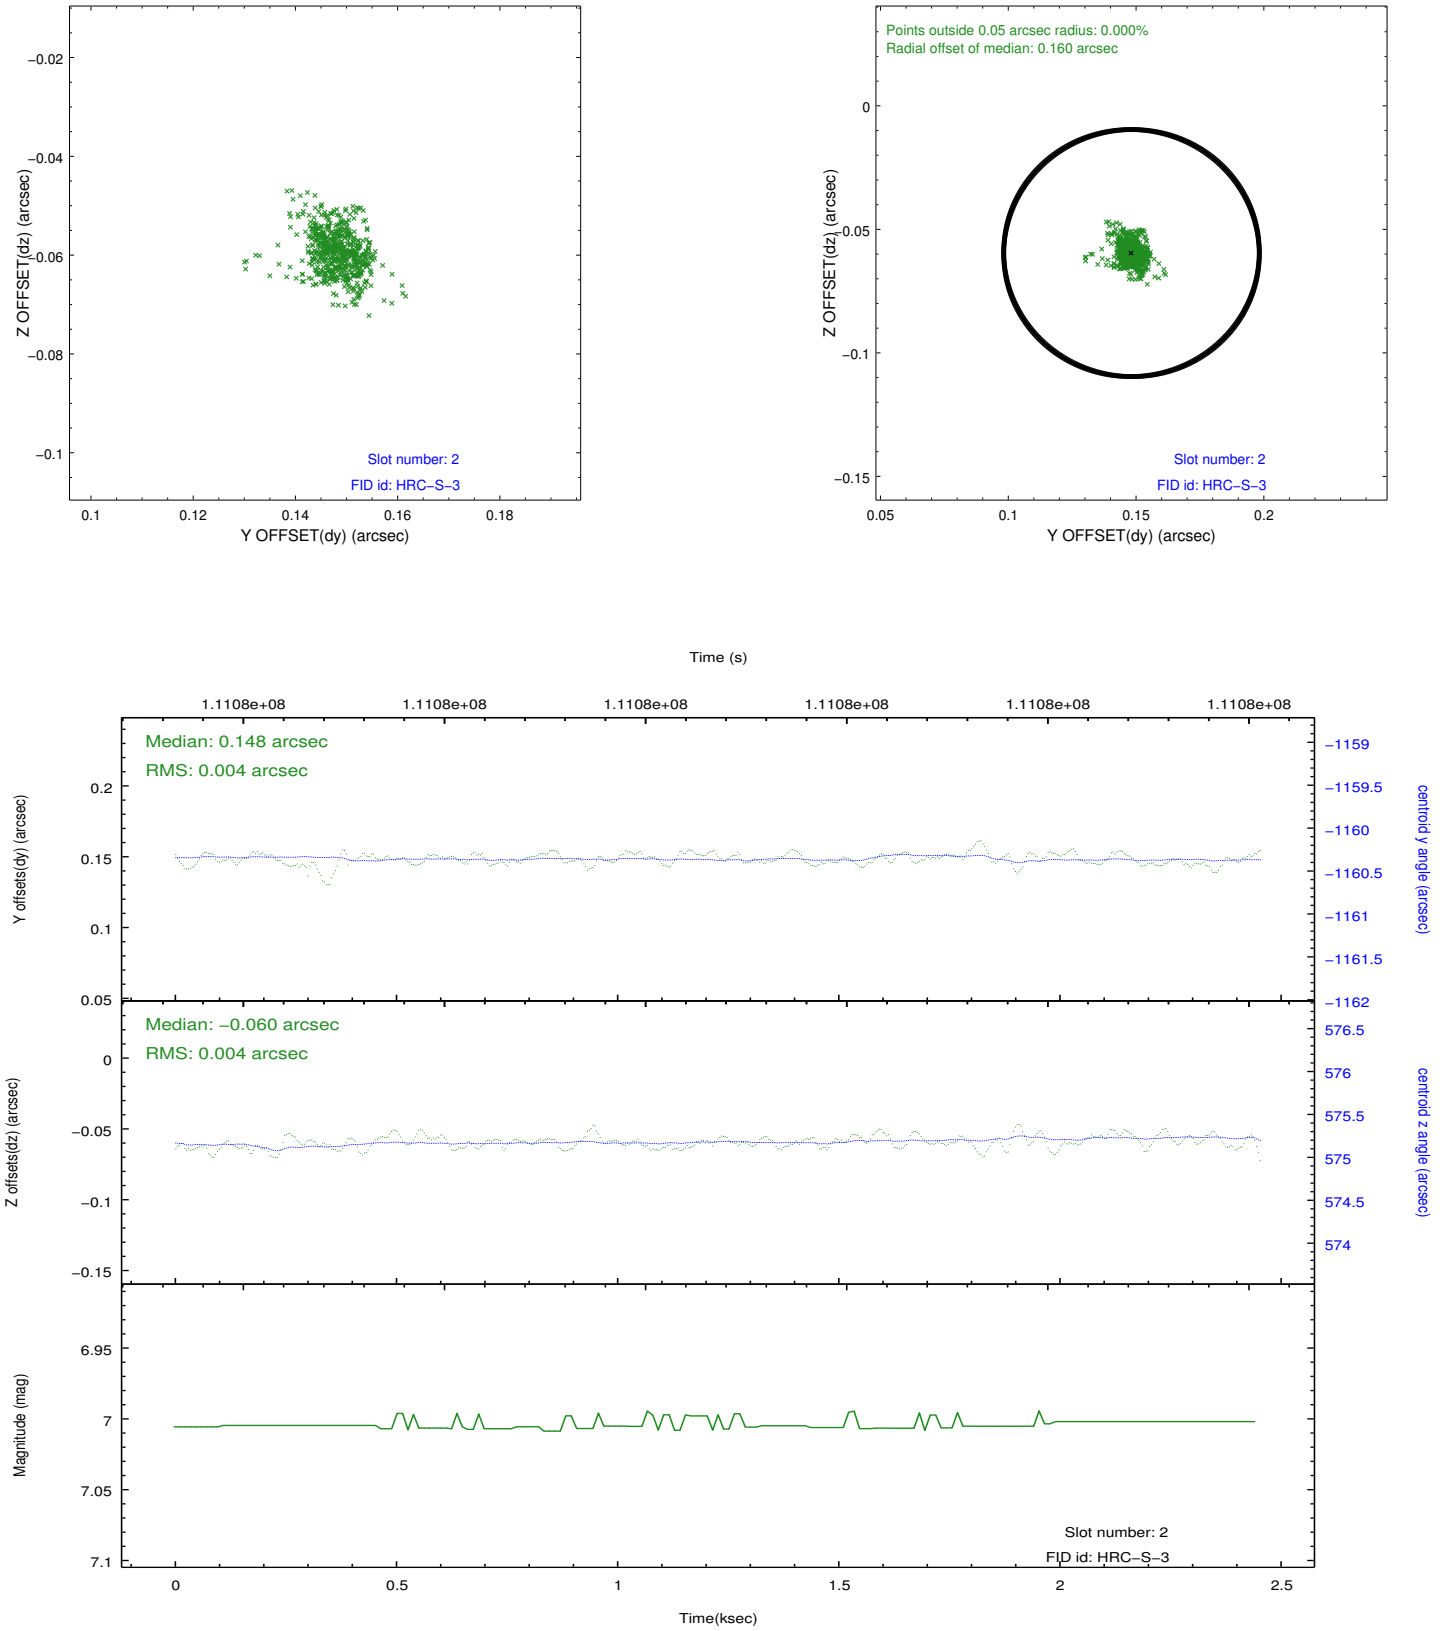 −0.02
−0.04
−0.06
−0.08
−0.1
Z OFFSET(dz) (arcsec)
Slot number: 2
FID id: HRC−S−3
0.1
0.12
0.14
0.16
0.18
Y OFFSET(dy) (arcsec)
Points outside 0.05 arcsec radius: 0.000%
Radial offset of median: 0.160 arcsec
0
−0.05
−0.1
−0.15
Z OFFSET(dz) (arcsec)
Slot number: 2
FID id: HRC−S−3
0.05
0.1
0.15
0.2
Y OFFSET(dy) (arcsec)
Time (s)
1.1108e+08
1.1108e+08
1.1108e+08
1.1108e+08
1.1108e+08
1.1108e+08
Median: 0.148 arcsec
RMS: 0.004 arcsec
0.2
0.15
0.1
0.05
Y offsets(dy) (arcsec)
−1159
−1159.5
−1160
−1160.5
−1161
−1161.5
−1162
centroid y angle (arcsec)
Median: −0.060 arcsec
RMS: 0.004 arcsec
0
−0.05
−0.1
−0.15
Z offsets(dz) (arcsec)
576.5
576
575.5
575
574.5
574
centroid z angle (arcsec)
6.95
7
7.05
7.1
Magnitude (mag)
Slot number: 2
FID id: HRC−S−3
0
0.5
1
1.5
2
2.5
Time(ksec)